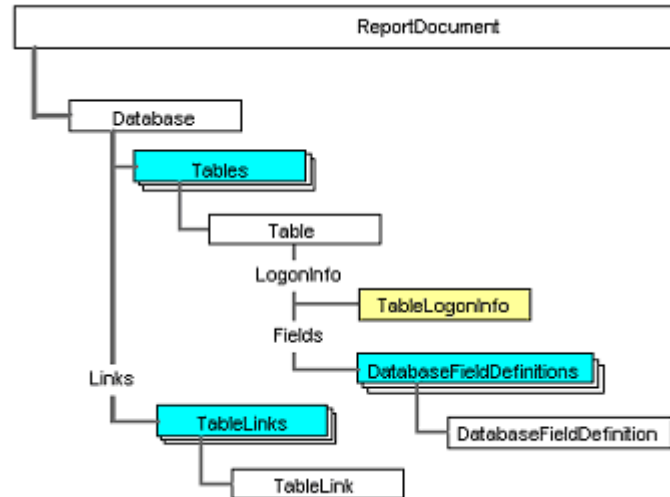 ReportDocument
Database
Tables
Table
LogonInfo
TableLogonInfo
Fields
DatabaseFieldDefinitions
Links
TableLinks
DatabaseFieldDefinition
TableLink